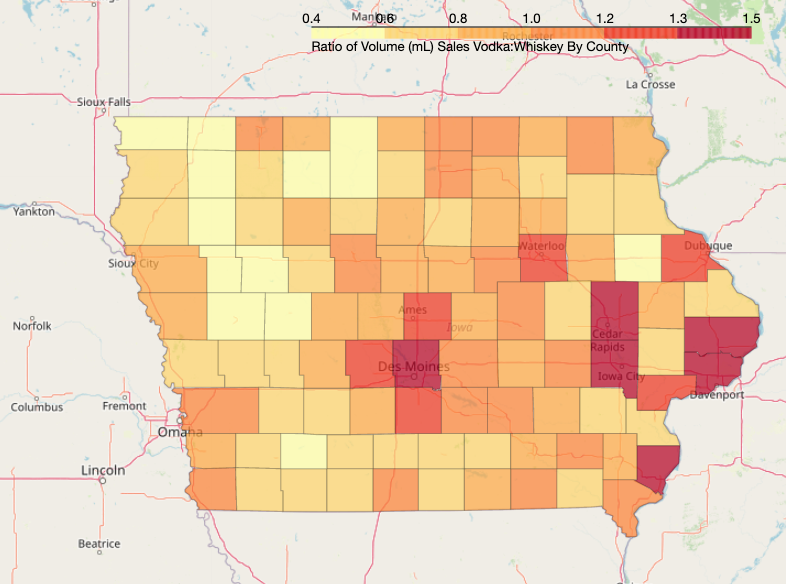 0.4 0.6 0.8 1.0 1.2 1.3 1.5
Rochester
Ratio of Volume (mL) Sales Vodka:Whiskey By County
La Crosse
Sioux Falls
Yankton
Waterloo
Dubuque
Sioux City
Ames
Norfolk
Iowa
Cedar
Rapids
Des Moines
Iowa City
Davenport
Columbus
Fremont
Omaha
Lincoln
Beatrice